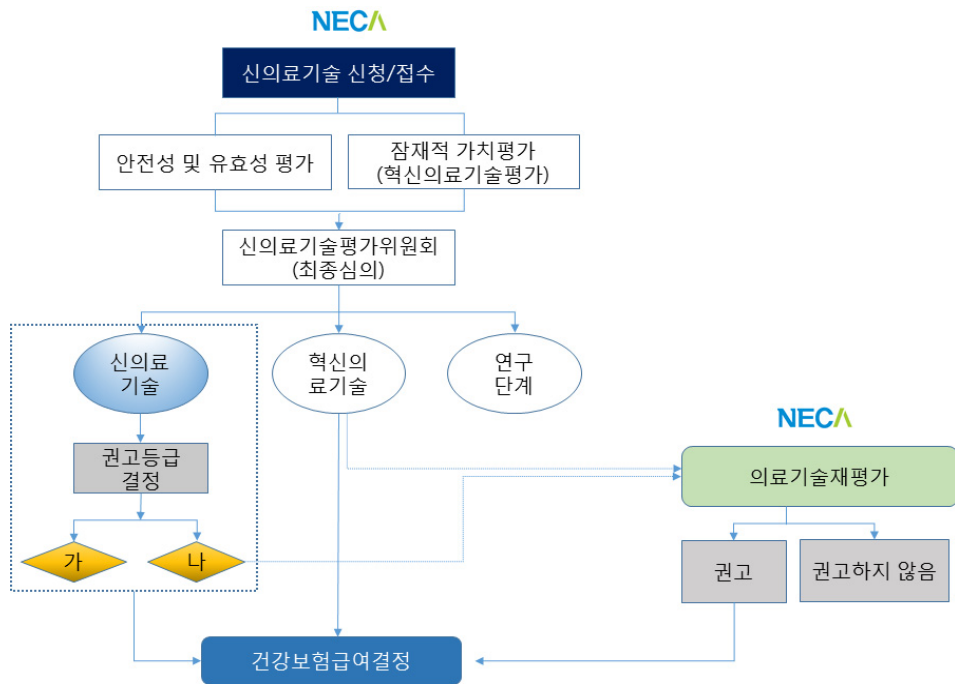 NECA
신의료기술 신청/접수
안전성 및 유효성 평가
잠재적 가치평가
(혁신의료기술평가)
신의료기술평가위원회
(최종심의)
신의료
기술
혁신의
료기술
연구
단계
NECA
권고등급
결정
의료기술재평가
가
나
권고
권고하지 않음
건강보험급여결정